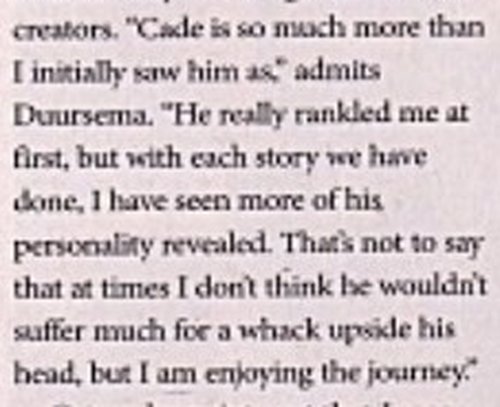 creators. "Cade is so much more than
I initially saw him as," admits
Duursema. "He really rankled me at
first, but with each story we have
done, I have seen more of his
personality revealed. That's not to say
that at times I don't think he wouldn't
suffer much for a whack upside his
head, but I am enjoying the journey."